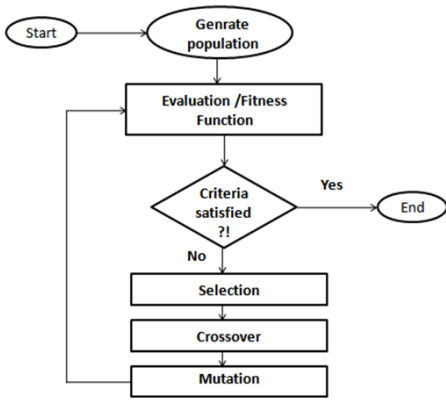 Start
Genrate
population
Evaluation /Fitness
Function
Criteria
satisfied
?!
Yes
End
No
Selection
Crossover
Mutation